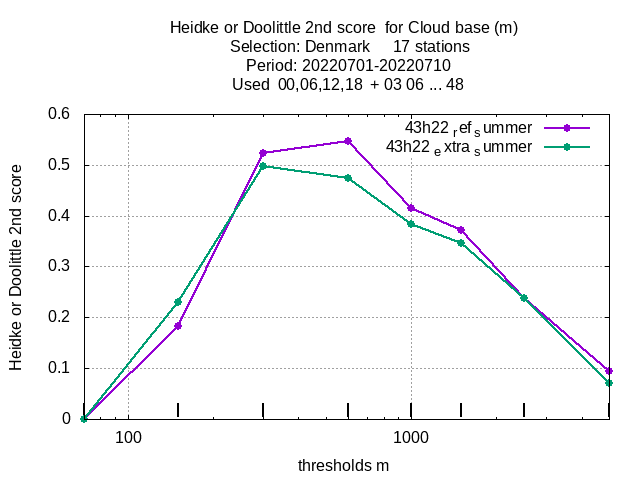 Heidke or Doolittle 2nd score  for Cloud base (m)
Selection: Denmark     17 stations
Period: 20220701-20220710
Used  00,06,12,18  + 03 06 ... 48
43h22 ref summer
43h22 extra summer
Heidke or Doolittle 2nd score
0.6
0.5
0.4
0.3
0.2
0.1
0
100
1000
thresholds m